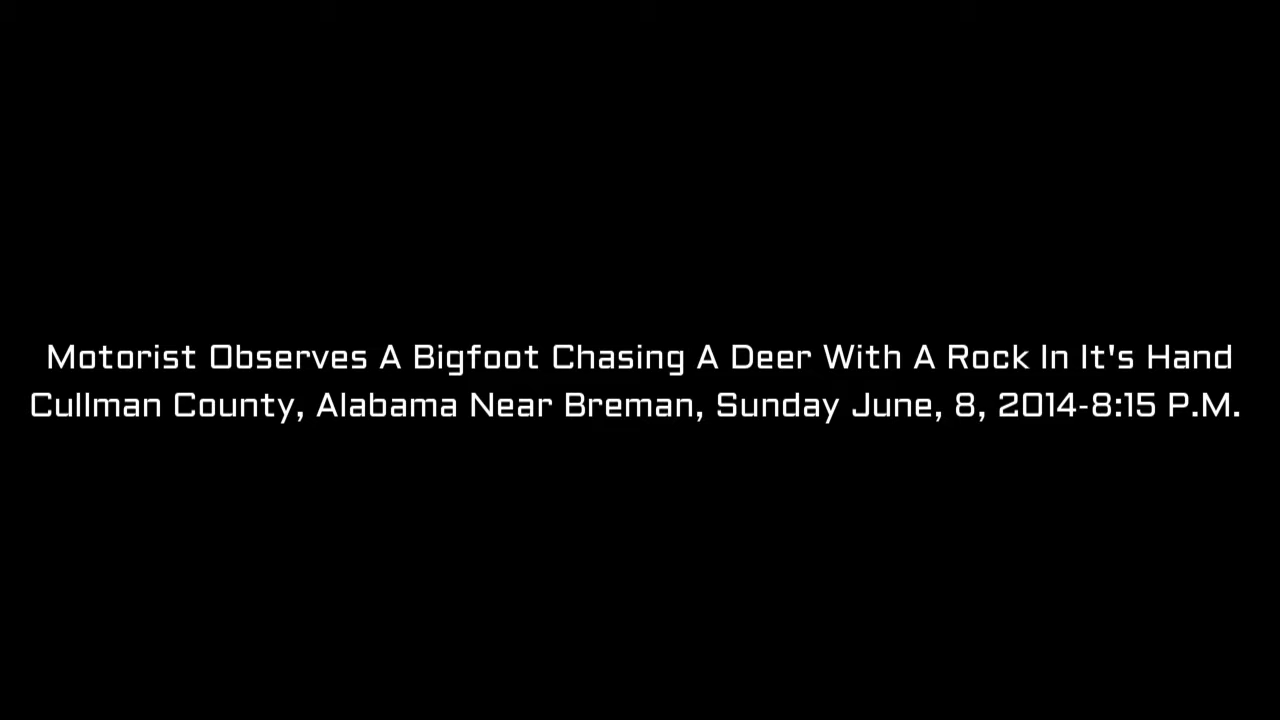 Motorist Observes A Bigfoot Chasing A Deer With A Rock In It's Hand
Cullman County, Alabama Near Breman, Sunday June, 8, 2014-8:15 P.M.